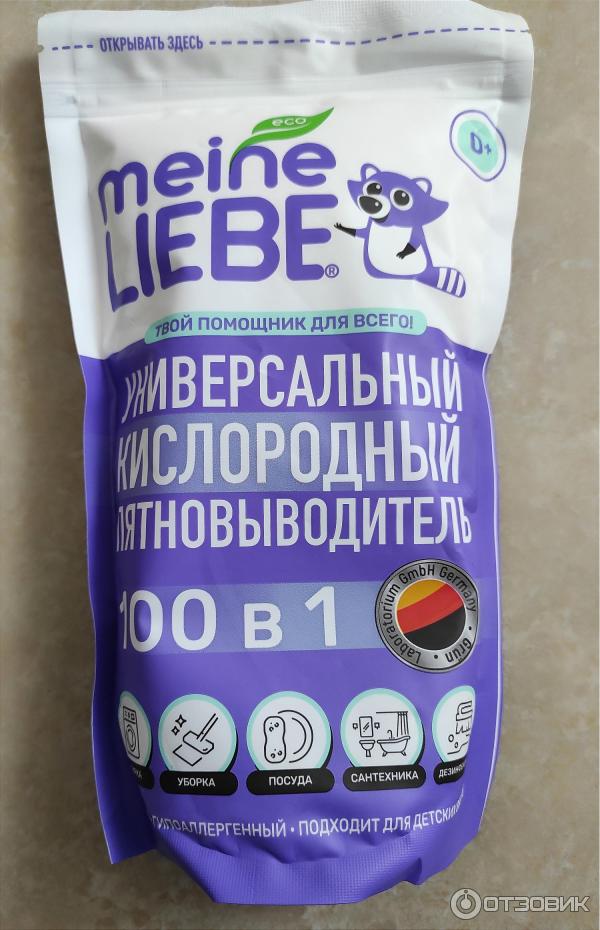 ОТКРЫВАТЬ ЗДЕСЬ
eco
meine
LIEBE®
0+
ТВОЙ ПОМОЩНИК ДЛЯ ВСЕГО!
УНИВЕРСАЛЬНЫЙ
КИСЛОРОДНЫЙ
ПЯТНОВЫВОДИТЕЛЬ
100 в 1
Laboratorium GmbH Germany · Grün ·
УБОРКА
ПОСУДА
САНТЕХНИКА
ГИПОАЛЛЕРГЕННЫЙ · ПОДХОДИТ ДЛЯ ДЕТСКИХ
ОТЗОВИК